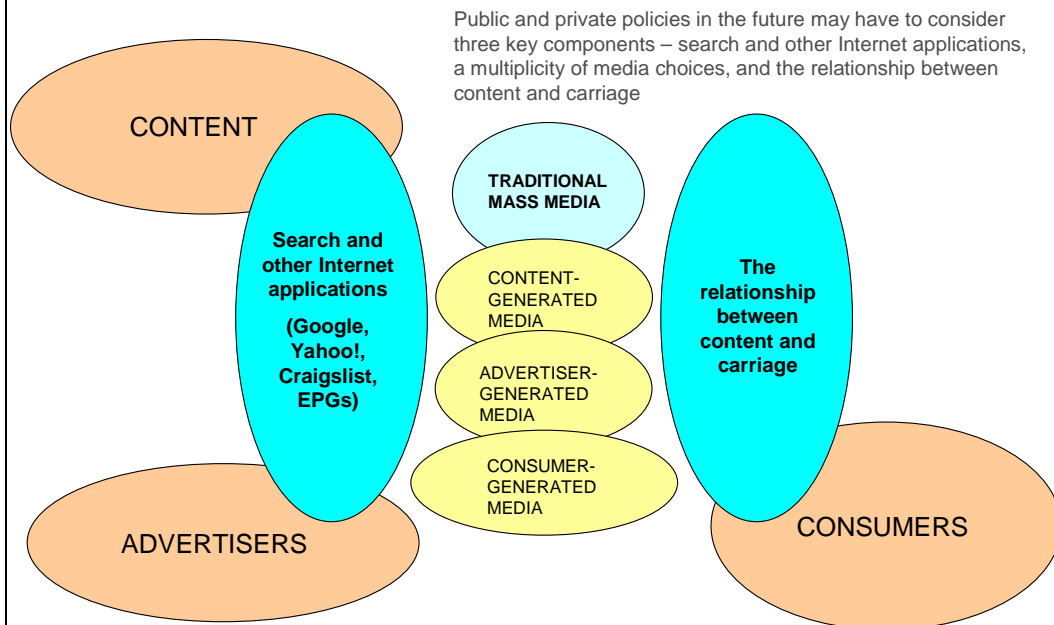 Public and private policies in the future may have to consider
three key components – search and other Internet applications,
a multiplicity of media choices, and the relationship between
content and carriage
CONTENT
TRADITIONAL
MASS MEDIA
Search and
other Internet
applications
(Google,
Yahoo!,
Craigslist,
EPGs)
CONTENT-
GENERATED
MEDIA
The
relationship
between
content and
carriage
ADVERTISER-
GENERATED
MEDIA
CONSUMER-
GENERATED
MEDIA
ADVERTISERS
CONSUMERS